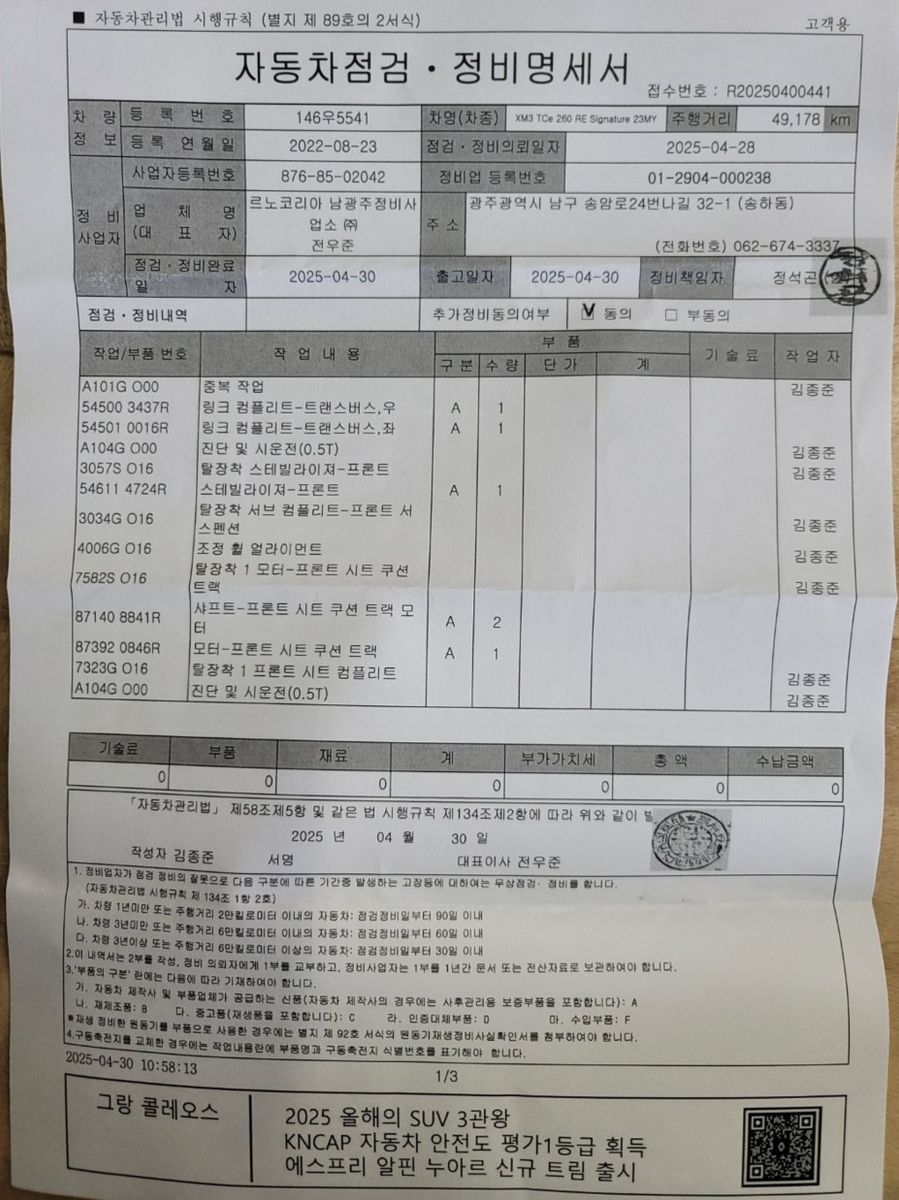 ■ 자동차관리법 시행규칙 (별지 제 89호의 2서식) 고객용
자동차점검・정비명세서
접수번호 : R20250400441
차 량 정 보 등 록 번 호 146우5541 차명(차종) XM3 TCe 260 RE Signature 23MY 주행거리 49,178 km
등록 연월일 2022-08-23 점검・정비의뢰일자 2025-04-28
정 비 사업자 사업자등록번호 876-85-02042 정비업 등록번호 01-2904-000238
업 체 명 (대 표 자) 르노코리아 남광주정비사업소 ㈜ 전우준 주 소 광주광역시 남구 송암로24번나길 32-1 (송하동)
(전화번호) 062-674-3337
점검・정비완료 일 자 2025-04-30 출고일자 2025-04-30 정비책임자 정석곤
점검・정비내역 추가정비동의여부 V 동의 □ 부동의
작업/부품 번호 작 업 내 용 부 품 기 술 료 작 업 자
구 분 수 량 단 가 계
A101G O00 중복 작업 김종준
54500 3437R 링크 컴플리트-트랜스버스,우 A 1
54501 0016R 링크 컴플리트-트랜스버스,좌 A 1
A104G O00 진단 및 시운전(0.5T) 김종준
3057S O16 탈장착 스테빌라이져-프론트 김종준
54611 4724R 스테빌라이져-프론트 A 1
3034G O16 탈장착 서브 컴플리트-프론트 서스펜션 김종준
4006G O16 조정 휠 얼라이먼트 김종준
7582S O16 탈장착 1 모터-프론트 시트 쿠션 트랙 김종준
87140 8841R 샤프트-프론트 시트 쿠션 트랙 모터 A 2
87392 0846R 모터-프론트 시트 쿠션 트랙 A 1
7323G O16 탈장착 1 프론트 시트 컴플리트 김종준
A104G O00 진단 및 시운전(0.5T) 김종준
기술료 부품 재료 계 부가가치세 총 액 수납금액
0 0 0 0 0 0 0
「자동차관리법」 제58조제5항 및 같은 법 시행규칙 제134조제2항에 따라 위와 같이 발
2025 년 04 월 30 일
작성자 김종준 서명 대표이사 전우준
1. 정비업자가 점검 정비의 잘못으로 다음 구분에 따른 기간중 발생하는 고장등에 대하여는 무상점검・정비를 합니다.
(자동차관리법 시행규칙 제 134조 1항 2호)
가. 차령 1년미만 또는 주행거리 2만킬로미터 이내의 자동차: 점검정비일부터 90일 이내
나. 차령 3년미만 또는 주행거리 6만킬로미터 이내의 자동차: 점검정비일부터 60일 이내
다. 차령 3년이상 또는 주행거리 6만킬로미터 이상의 자동차: 점검정비일부터 30일 이내
2.이 내역서는 2부를 작성, 정비 의뢰자에게 1부를 교부하고, 정비사업자는 1부를 1년간 문서 또는 전산자료로 보관하여야 합니다.
3.'부품의 구분' 란에는 다음에 따라 기재하여야 합니다.
가. 자동차 제작사 및 부품업체가 공급하는 신품(자동차 제작사의 경우에는 사후관리용 보증부품을 포함합니다): A
나. 재제조품: B 다. 중고품(재생품을 포함합니다): C 라. 인증대체부품: D 마. 수입부품: F
※재생 정비한 원동기를 부품으로 사용한 경우에는 별지 제 92호 서식의 원동기재생정비사실확인서를 첨부하여야 합니다.
4.구동축전지를 교체한 경우에는 작업내용란에 부품명과 구동축전지 식별번호를 표기해야 합니다.
2025-04-30 10:58:13
1/3
그랑 콜레오스 2025 올해의 SUV 3관왕
KNCAP 자동차 안전도 평가1등급 획득
에스프리 알핀 누아르 신규 트림 출시